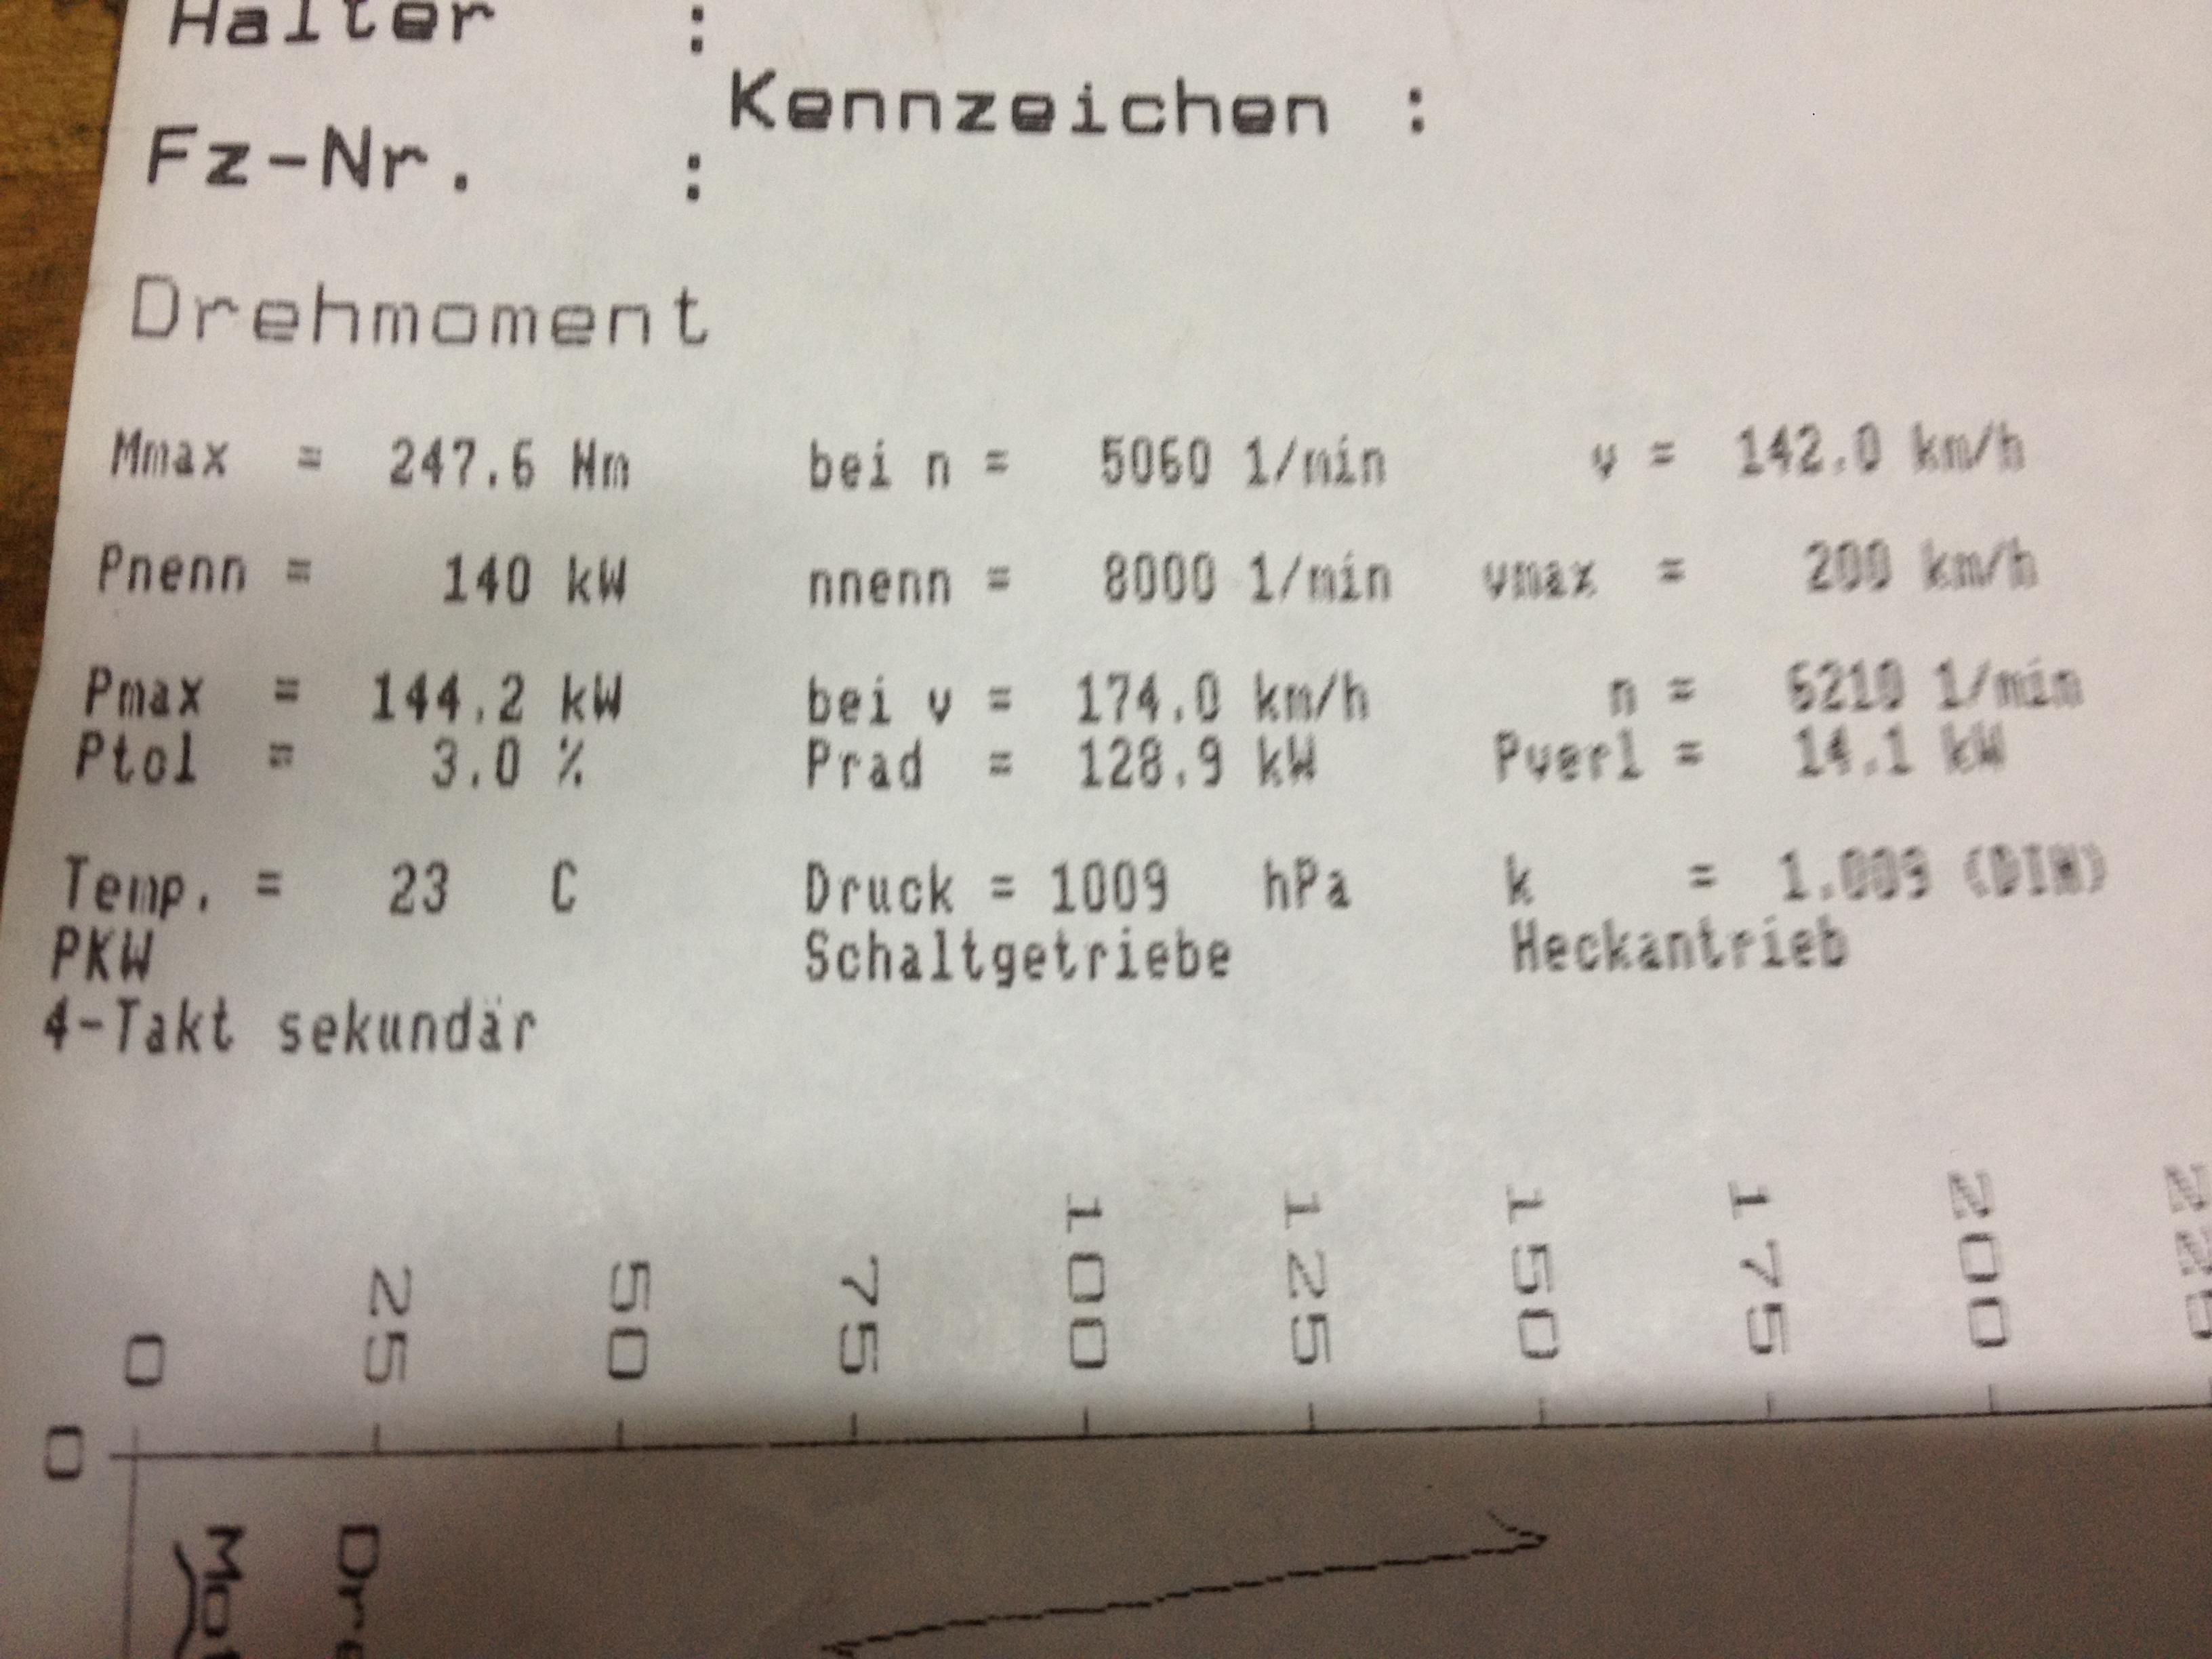 Halter :
Kennzeichen :
Fz-Nr. :
Drehmoment
Mmax = 247.6 Nm bei n = 5060 1/min v = 142.0 km/h
Pnenn = 140 kW nnenn = 8000 1/min vmax = 200 km/h
Pmax = 144.2 kW bei v = 174.0 km/h n = 6210 1/min
Ptol = 3.0 % Prad = 128.9 kW Pverl = 14.1 kW
Temp. = 23 C Druck = 1009 hPa k = 1.009 (DIN)
PKW Schaltgetriebe Heckantrieb
4-Takt sekundär
0 25 50 75 100 125 150 175 200 225
0